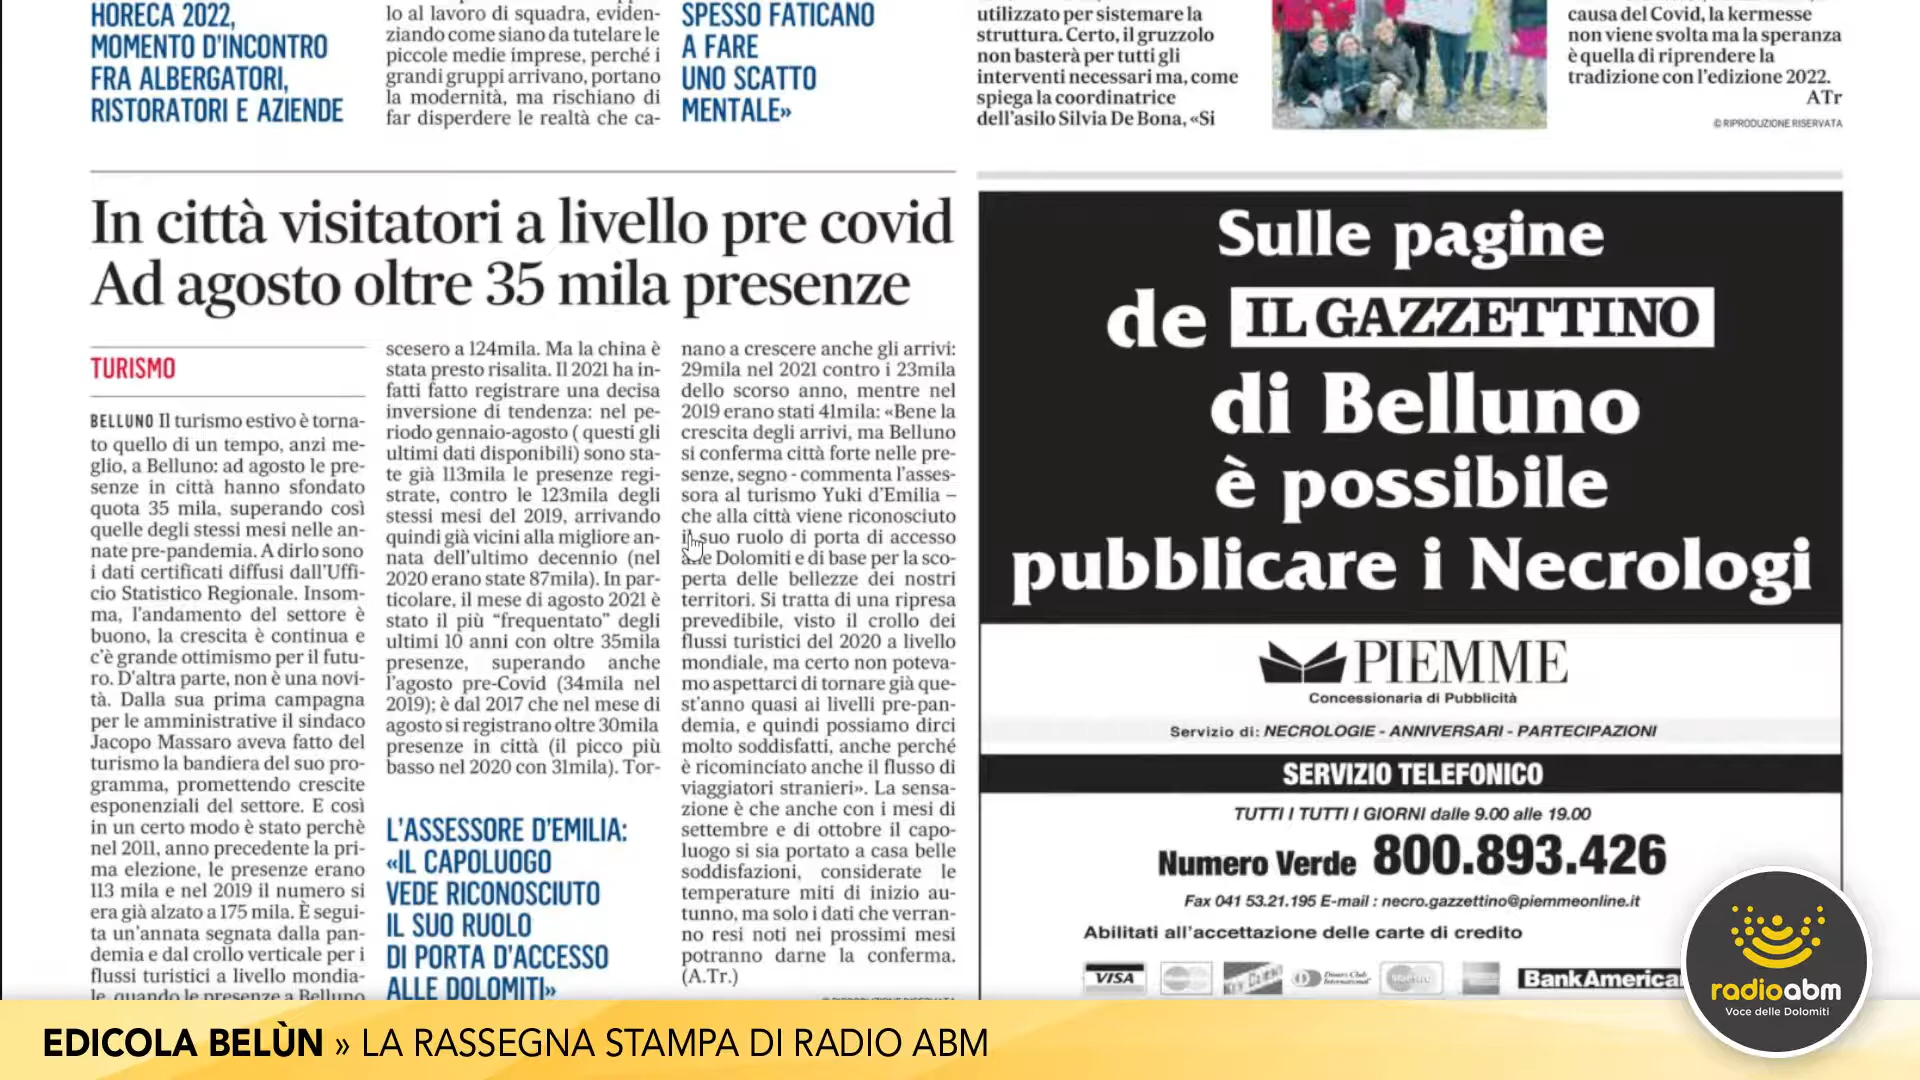 HORECA 2022,
MOMENTO D'INCONTRO
FRA ALBERGATORI,
RISTORATORI E AZIENDE
lo al lavoro di squadra, eviden-
ziando come siano da tutelare le
piccole medie imprese, perché i
grandi gruppi arrivano, portano
la modernità, ma rischiano di
far disperdere le realtà che ca-
SPESSO FATICANO
A FARE
UNO SCATTO
MENTALE»
utilizzato per sistemare la
struttura. Certo, il gruzzolo
non basterà per tutti gli
interventi necessari ma, come
spiega la coordinatrice
dell'asilo Silvia De Bona, «Si
causa del Covid, la kermesse
non viene svolta ma la speranza
è quella di riprendere la
tradizione con l'edizione 2022.
ATr
© RIPRODUZIONE RISERVATA
In città visitatori a livello pre covid
Ad agosto oltre 35 mila presenze
TURISMO
BELLUNO Il turismo estivo è torna-
to quello di un tempo, anzi me-
glio, a Belluno: ad agosto le pre-
senze in città hanno sfondato
quota 35 mila, superando così
quelle degli stessi mesi nelle an-
nate pre-pandemia. A dirlo sono
i dati certificati diffusi dall'Uffi-
cio Statistico Regionale. Insom-
ma, l'andamento del settore è
buono, la crescita è continua e
c'è grande ottimismo per il futu-
ro. D'altra parte, non è una novi-
tà. Dalla sua prima campagna
per le amministrative il sindaco
Jacopo Massaro aveva fatto del
turismo la bandiera del suo pro-
gramma, promettendo crescite
esponenziali del settore. E così
in un certo modo è stato perchè
nel 2011, anno precedente la pri-
ma elezione, le presenze erano
113 mila e nel 2019 il numero si
era già alzato a 175 mila. È segui-
ta un'annata segnata dalla pan-
demia e dal crollo verticale per i
flussi turistici a livello mondia-
le, quando le presenze a Belluno
scesero a 124mila. Ma la china è
stata presto risalita. Il 2021 ha in-
fatti fatto registrare una decisa
inversione di tendenza: nel pe-
riodo gennaio-agosto ( questi gli
ultimi dati disponibili) sono sta-
te già 113mila le presenze regi-
strate, contro le 123mila degli
stessi mesi del 2019, arrivando
quindi già vicini alla migliore an-
nata dell'ultimo decennio (nel
2020 erano state 87mila). In par-
ticolare, il mese di agosto 2021 è
stato il più "frequentato" degli
ultimi 10 anni con oltre 35mila
presenze, superando anche
l'agosto pre-Covid (34mila nel
2019); è dal 2017 che nel mese di
agosto si registrano oltre 30mila
presenze in città (il picco più
basso nel 2020 con 31mila). Tor-
L'ASSESSORE D'EMILIA:
«IL CAPOLUOGO
VEDE RICONOSCIUTO
IL SUO RUOLO
DI PORTA D'ACCESSO
ALLE DOLOMITI»
nano a crescere anche gli arrivi:
29mila nel 2021 contro i 23mila
dello scorso anno, mentre nel
2019 erano stati 41mila: «Bene la
crescita degli arrivi, ma Belluno
si conferma città forte nelle pre-
senze, segno - commenta l'asses-
sora al turismo Yuki d'Emilia –
che alla città viene riconosciuto
il suo ruolo di porta di accesso
alle Dolomiti e di base per la sco-
perta delle bellezze dei nostri
territori. Si tratta di una ripresa
prevedibile, visto il crollo dei
flussi turistici del 2020 a livello
mondiale, ma certo non poteva-
mo aspettarci di tornare già que-
st'anno quasi ai livelli pre-pan-
demia, e quindi possiamo dirci
molto soddisfatti, anche perché
è ricominciato anche il flusso di
viaggiatori stranieri». La sensa-
zione è che anche con i mesi di
settembre e di ottobre il capo-
luogo si sia portato a casa belle
soddisfazioni, considerate le
temperature miti di inizio au-
tunno, ma solo i dati che verran-
no resi noti nei prossimi mesi
potranno darne la conferma.
(A.Tr.)
Sulle pagine
de IL GAZZETTINO
di Belluno
è possibile
pubblicare i Necrologi
PIEMME
Concessionaria di Pubblicità
Servizio di: NECROLOGIE - ANNIVERSARI - PARTECIPAZIONI
SERVIZIO TELEFONICO
TUTTI I TUTTI I GIORNI dalle 9.00 alle 19.00
Numero Verde 800.893.426
Fax 041 53.21.195 E-mail : necro.gazzettino@piemmeonline.it
Abilitati all'accettazione delle carte di credito
VISA
Diners Club
International
BankAmerica
radioabm
Voce delle Dolomiti
EDICOLA BELÙN » LA RASSEGNA STAMPA DI RADIO ABM